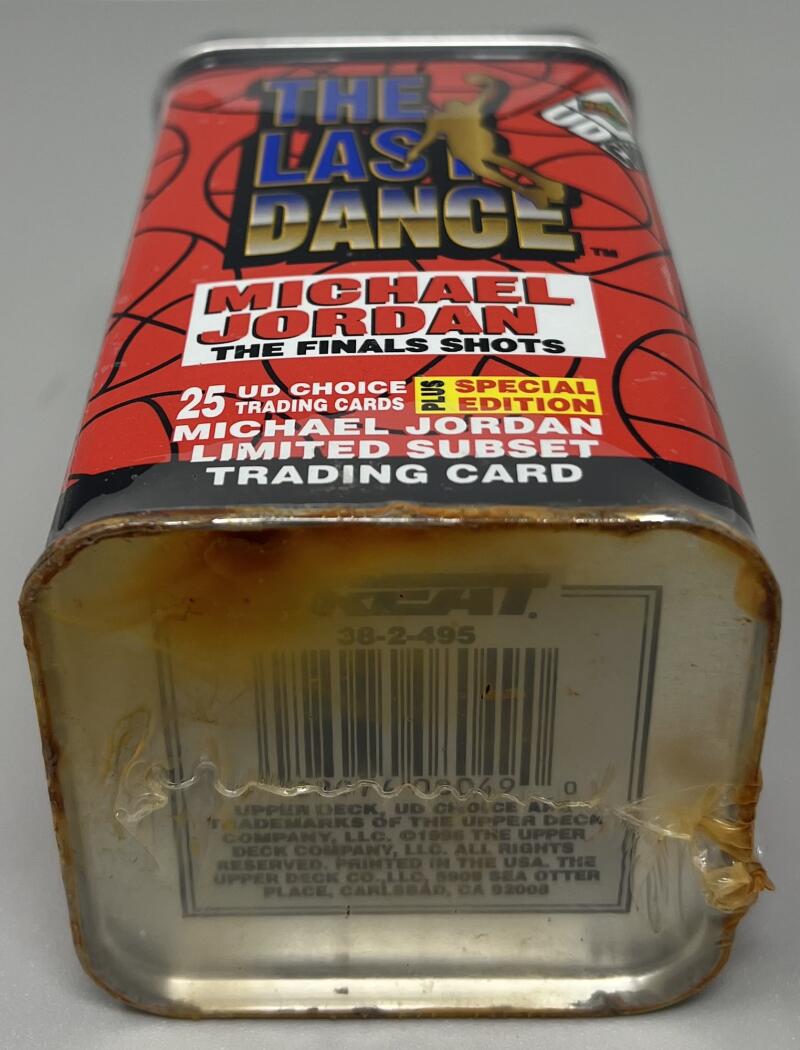 THE
LAST
DANCE™
UD
MICHAEL
JORDAN
THE FINALS SHOTS
25 UD CHOICE
TRADING CARDS
PLUS
SPECIAL
EDITION
MICHAEL JORDAN
LIMITED SUBSET
TRADING CARD
38-2-495
0
UPPER DECK, UD CHOICE
TRADEMARKS OF THE UPPER DECK
COMPANY, LLC. ©1998 THE UPPER
DECK COMPANY, LLC. ALL RIGHTS
RESERVED. PRINTED IN THE USA. THE
UPPER DECK CO., LLC, 5909 SEA OTTER
PLACE, CARLSBAD, CA 92008